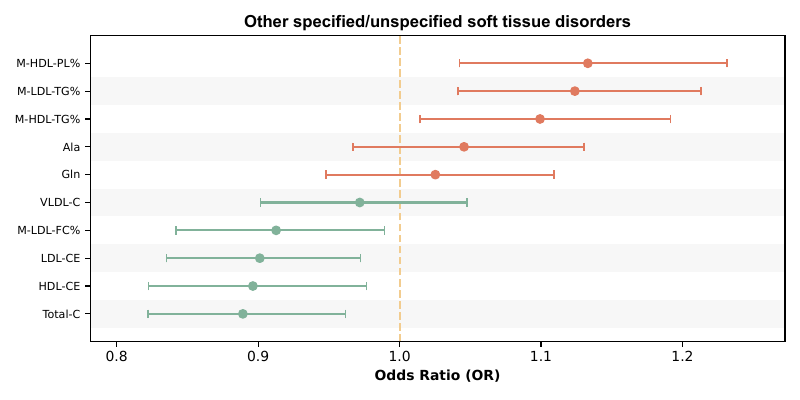 Other specified/unspecified soft tissue disorders
M-HDL-PL%
M-LDL-TG%
M-HDL-TG%
Ala
Gln
VLDL-C
M-LDL-FC%
LDL-CE
HDL-CE
Total-C
0.8 0.9 1.0 1.1 1.2
Odds Ratio (OR)